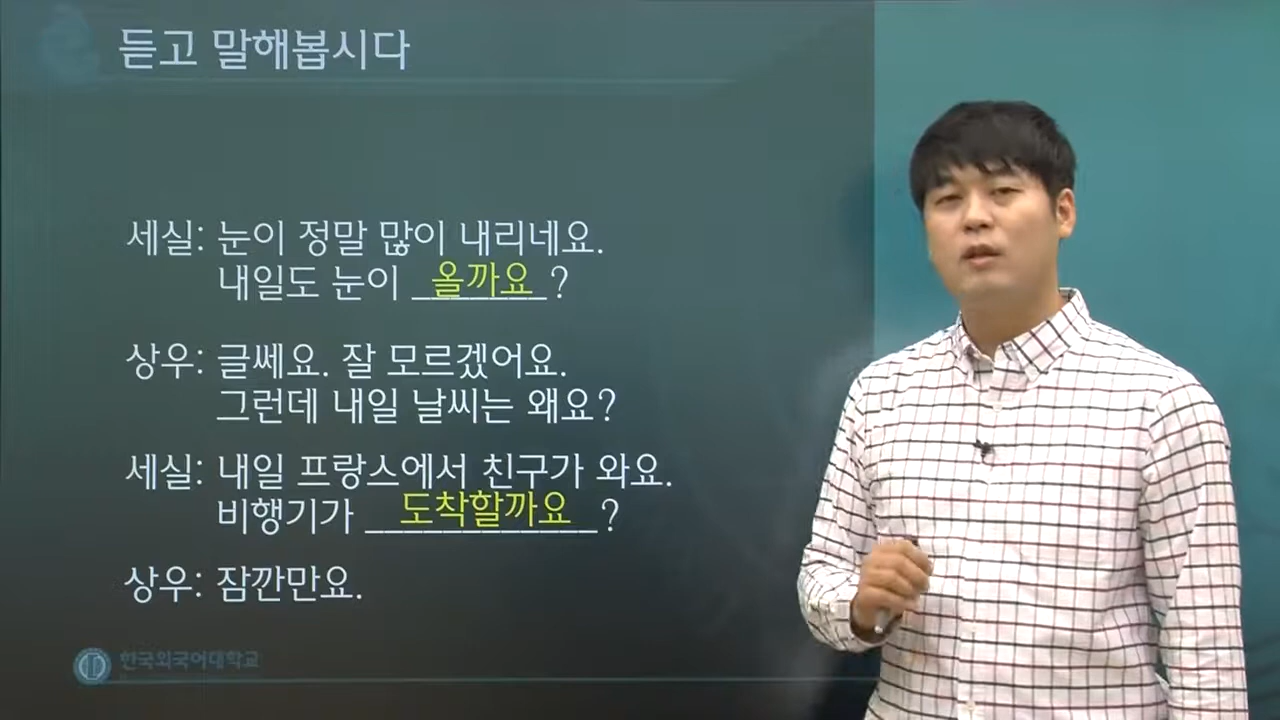 듣고 말해봅시다
세실: 눈이 정말 많이 내리네요.
내일도 눈이 올까요?
상우: 글쎄요. 잘 모르겠어요.
그런데 내일 날씨는 왜요?
세실: 내일 프랑스에서 친구가 와요.
비행기가 도착할까요?
상우: 잠깐만요.
한국외국어대학교